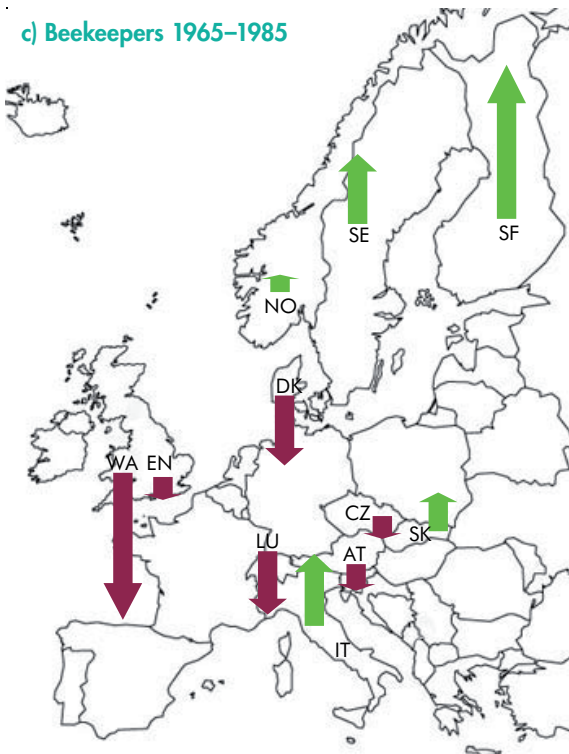 c) Beekeepers 1965–1985
SE
SF
NO
DK
WA
EN
CZ
SK
LU
AT
IT